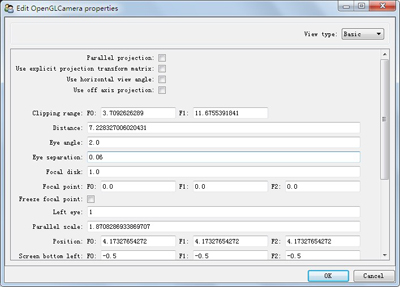 Edit OpenGLCamera properties
View type: Basic
Parallel projection:
Use explicit projection transform matrix:
Use horizontal view angle:
Use off axis projection:
Clipping range: F0: 3.7092626289 F1: 11.6755391841
Distance: 7.228327006020431
Eye angle: 2.0
Eye separation: 0.06
Focal disk: 1.0
Focal point: F0: 0.0 F1: 0.0 F2: 0.0
Freeze focal point:
Left eye: 1
Parallel scale: 1.8708286933869707
Position: F0: 4.17327654272 F1: 4.17327654272 F2: 4.17327654272
Screen bottom left: F0: -0.5 F1: -0.5 F2: -0.5
OK Cancel